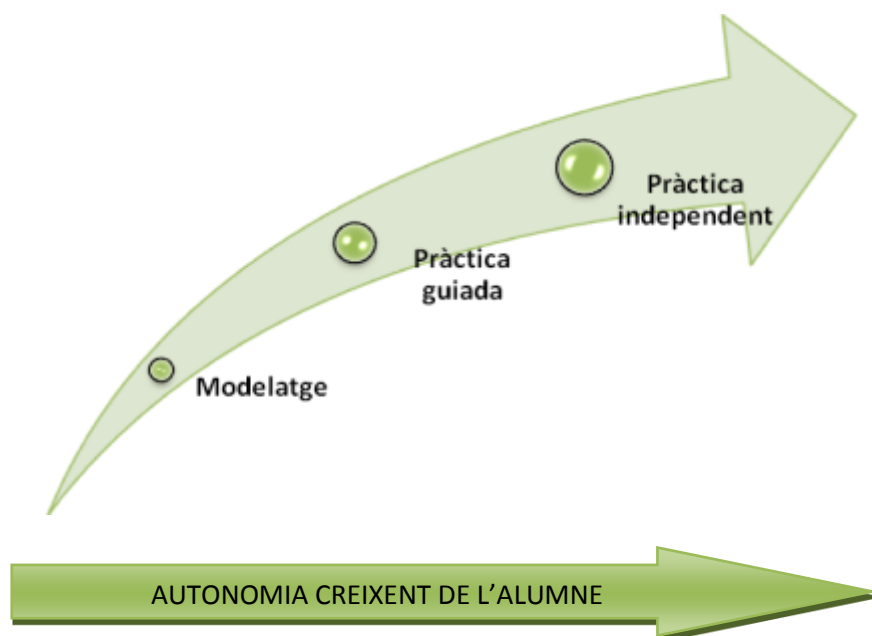 Pràctica
independent
Pràctica
guiada
Modelatge
AUTONOMIA CREIXENT DE L’ALUMNE